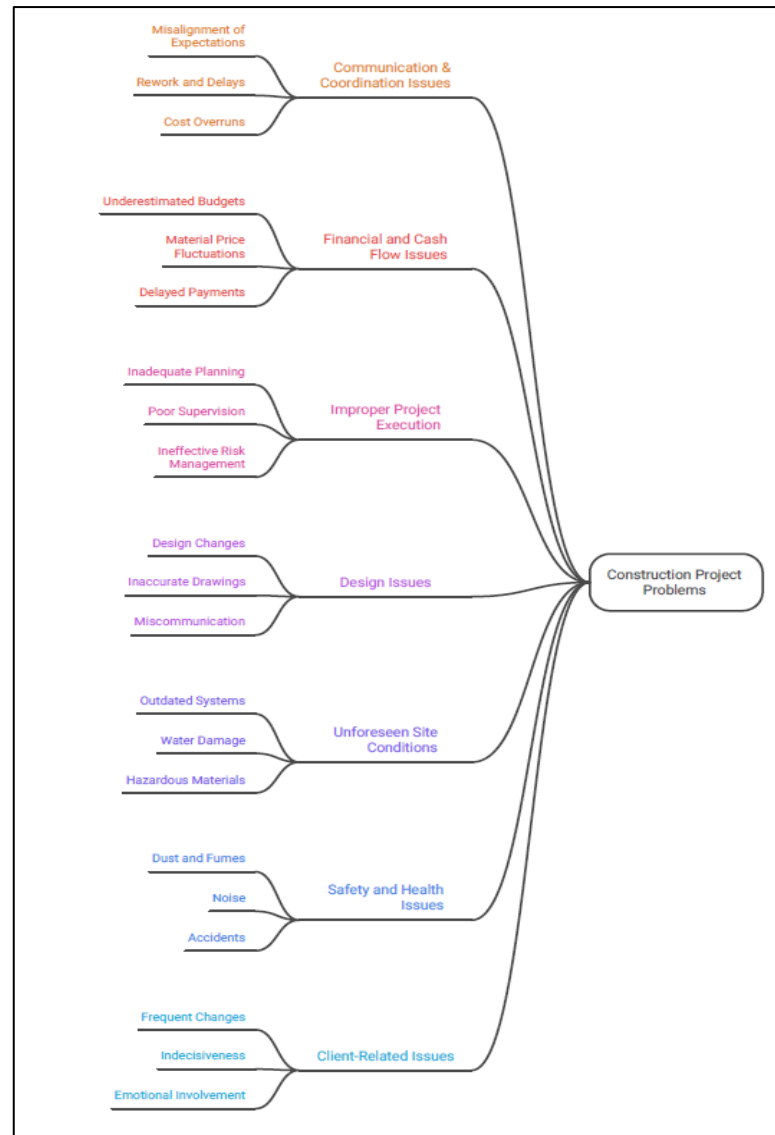 Misalignment of
Expectations
Rework and Delays
Cost Overruns
Communication &
Coordination Issues
Underestimated Budgets
Material Price
Fluctuations
Delayed Payments
Financial and Cash
Flow Issues
Inadequate Planning
Poor Supervision
Ineffective Risk
Management
Improper Project
Execution
Design Changes
Inaccurate Drawings
Miscommunication
Design Issues
Construction Project
Problems
Outdated Systems
Water Damage
Hazardous Materials
Unforeseen Site
Conditions
Dust and Fumes
Noise
Accidents
Safety and Health
Issues
Frequent Changes
Indecisiveness
Emotional Involvement
Client-Related Issues